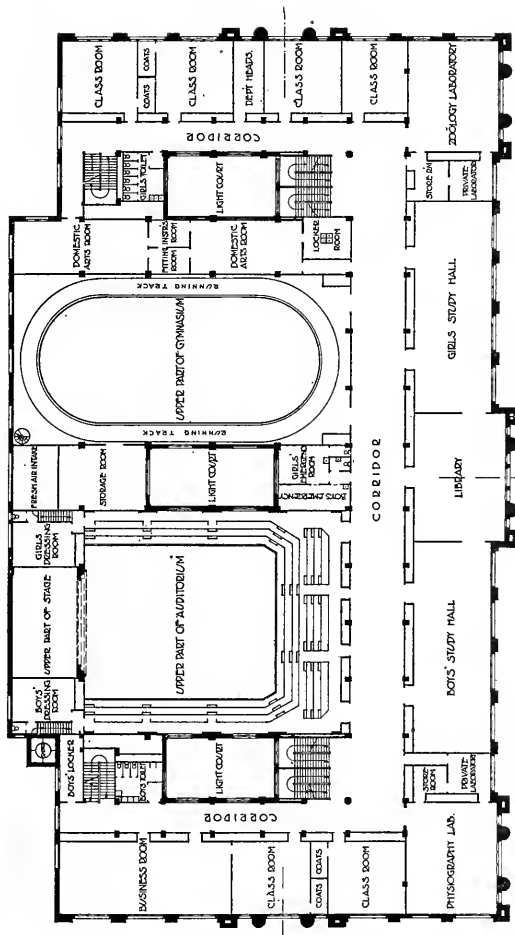 BOYS' LOCKER
BOYS'
DRESSING
ROOM
UPPER PART OF STAGE
GIRLS
DRESSING
ROOM
FRESH AIR INTAKE
STORAGE ROOM
DOMESTIC
ARTS ROOM
CLASS ROOM
COATS
COATS
BUSINESS ROOM
BOYS TOILET
UPPER PART OF AUDITORIUM
RUNNING TRACK
UPPER PART OF GYMNASIUM
RUNNING TRACK
FITTING
ROOM
INSTRS
ROOM
GIRLS TOILET
CLASS ROOM
CORRIDOR
LIGHT COURT
LIGHT COURT
DOMESTIC
ARTS ROOM
LIGHT COURT
CORRIDOR
DEPT HEADS.
CLASS ROOM
COATS
COATS
BOYS EMERGENCY
GIRLS'
EMERGENCY
ROOM
LOCKER
ROOM
CLASS ROOM
CLASS ROOM
CORRIDOR
CLASS ROOM
PHYSIOGRAPHY LAB.
STORE
ROOM
PRIVATE
LABORATORY
BOYS' STUDY HALL
LIBRARY
GIRLS STUDY HALL
STORE RM
PRIVATE
LABORATORY
ZOÖLOGY LABORATORY